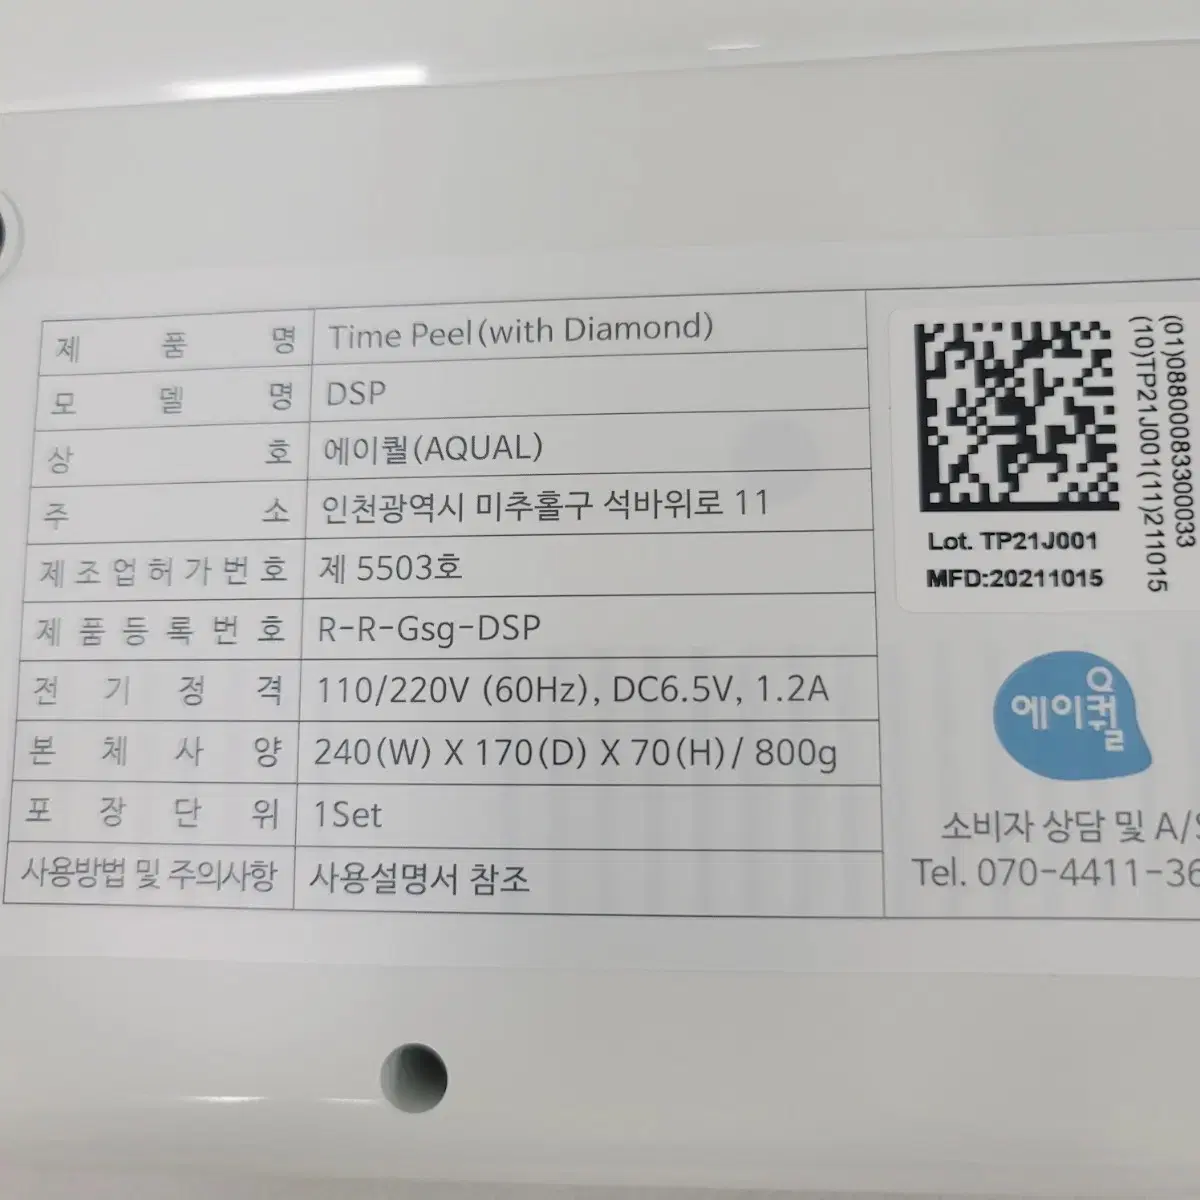 제 품 명 Time Peel(with Diamond)
모 델 명 DSP
상 호 에이퀄(AQUAL)
주 소 인천광역시 미추홀구 석바위로 11
제 조 업 허 가 번 호 제 5503호
제 품 등 록 번 호 R-R-Gsg-DSP
전 기 정 격 110/220V (60Hz), DC6.5V, 1.2A
본 체 사 양 240(W) X 170(D) X 70(H)/ 800g
포 장 단 위 1Set
사용방법 및 주의사항 사용설명서 참조
(01)08800083300033
(10)TP21J001(11)211015
Lot. TP21J001
MFD:20211015
에이퀄
소비자 상담 및 A/S
Tel. 070-4411-36